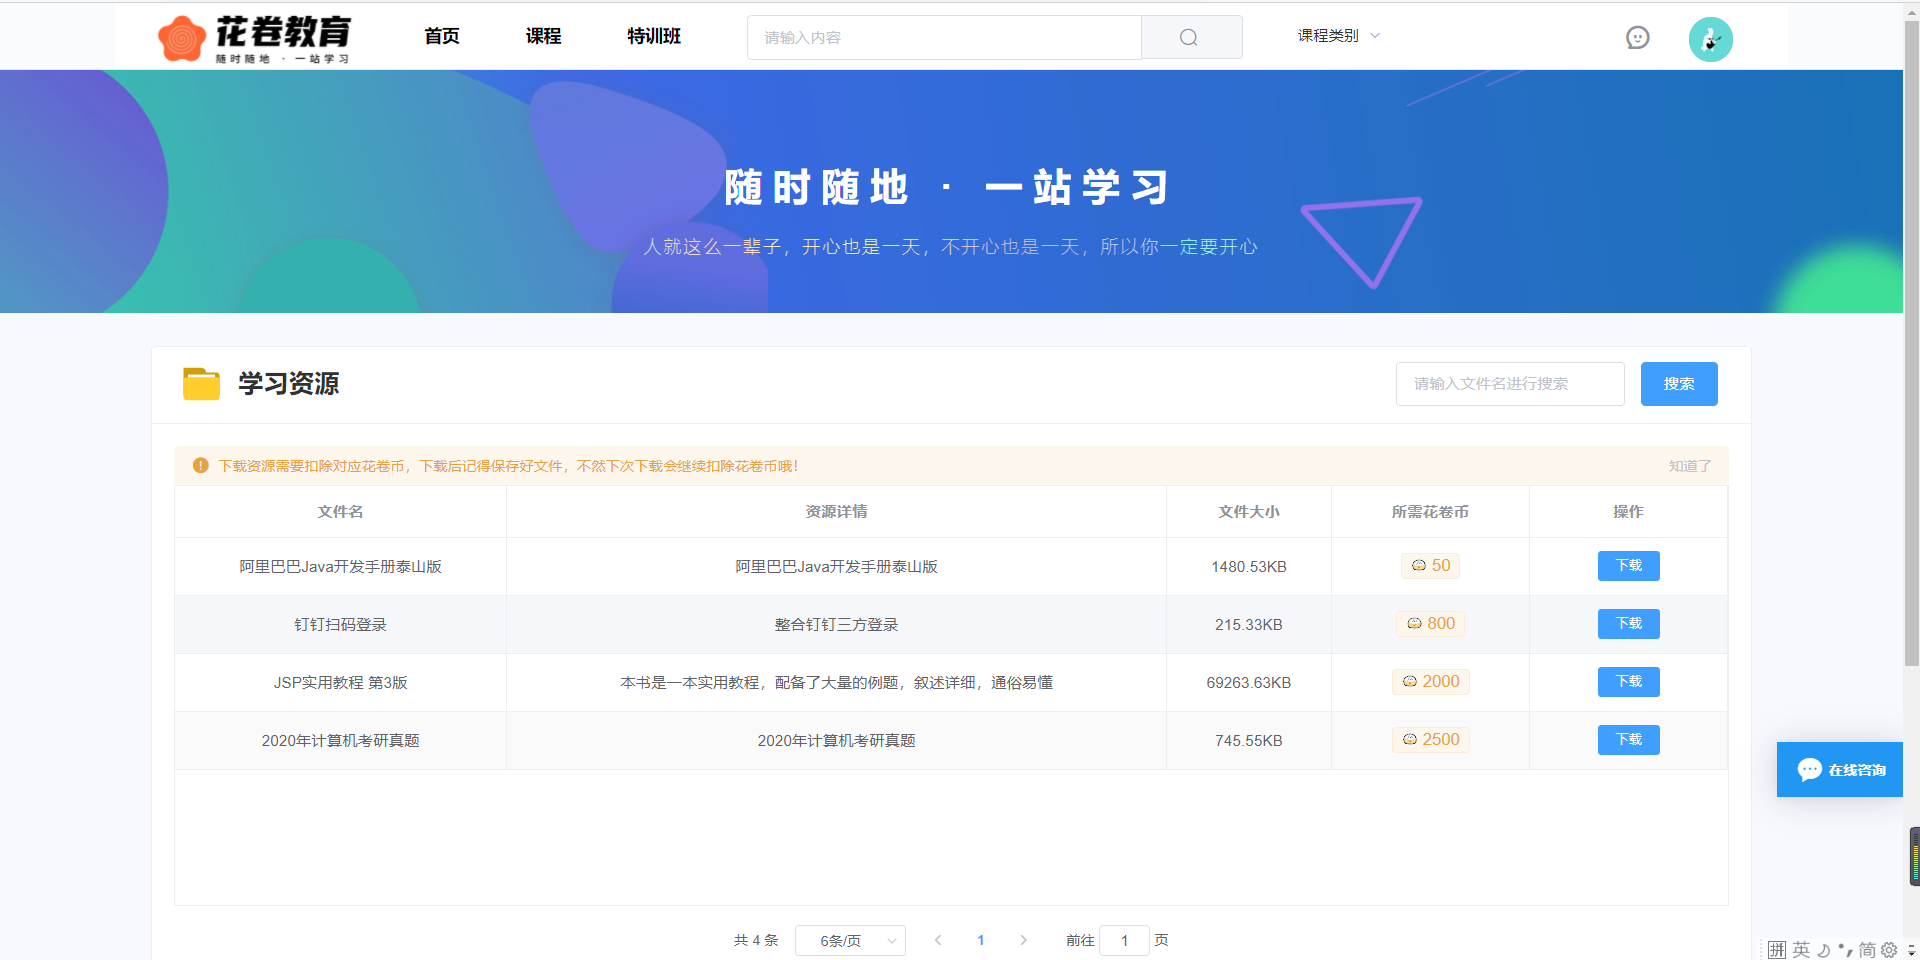 花卷教育
随时随地 · 一站学习
首页
课程
特训班
请输入内容
课程类别
随时随地 · 一站学习
人就这么一辈子，开心也是一天，不开心也是一天，所以你一定要开心
学习资源
请输入文件名进行搜索
搜索
下载资源需要扣除对应花卷币，下载后记得保存好文件，不然下次下载会继续扣除花卷币哦！
知道了
文件名 资源详情 文件大小 所需花卷币 操作
阿里巴巴Java开发手册泰山版 阿里巴巴Java开发手册泰山版 1480.53KB 50 下载
钉钉扫码登录 整合钉钉三方登录 215.33KB 800 下载
JSP实用教程 第3版 本书是一本实用教程，配备了大量的例题，叙述详细，通俗易懂 69263.63KB 2000 下载
2020年计算机考研真题 2020年计算机考研真题 745.55KB 2500 下载
在线咨询
共 4 条 6条/页 1 前往 1 页
拼 英 简